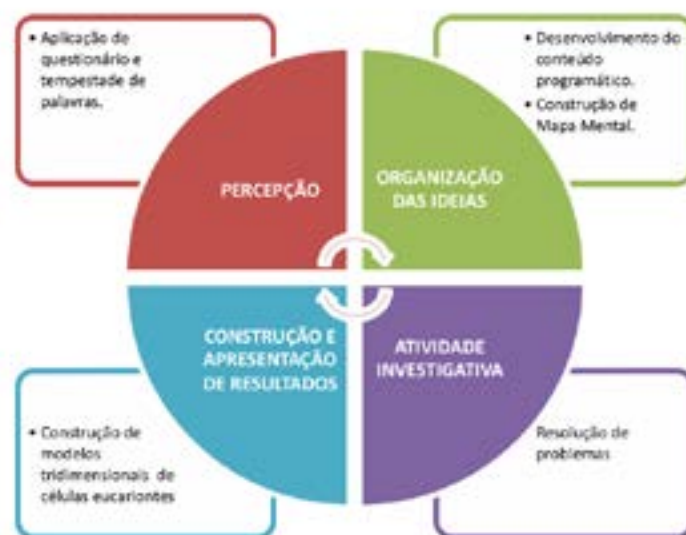 • Aplicação de
questionário e
tempestade de
palavras.
• Desenvolvimento do
conteúdo
programático.
• Construção de
Mapa Mental.
PERCEPÇÃO
ORGANIZAÇÃO
DAS IDEIAS
CONSTRUÇÃO E
APRESENTAÇÃO
DE RESULTADOS
ATIVIDADE
INVESTIGATIVA
• Construção de
modelos
tridimensionais de
células eucariontes
Resolução de
problemas